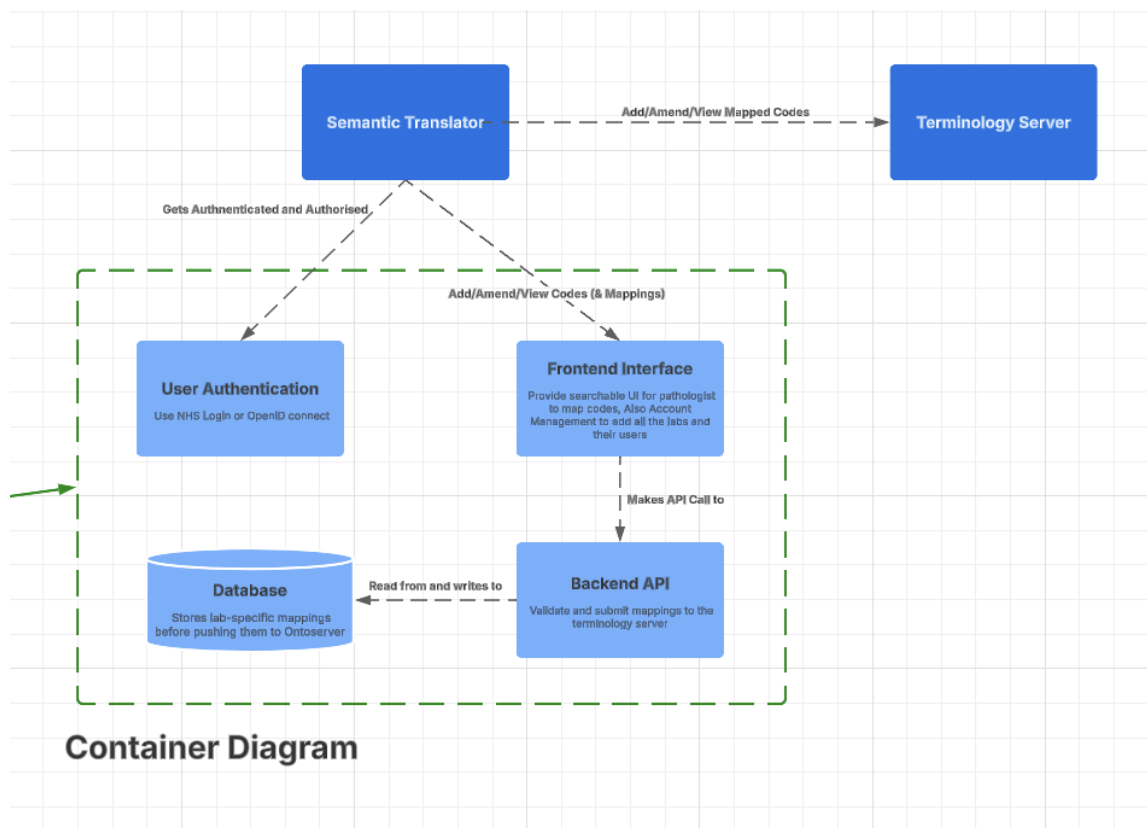 Semantic Translator
Add/Amend/View Mapped Codes
Terminology Server
Gets Authnenticated and Authorised
Add/Amend/View Codes (& Mappings)
User Authentication
Use NHS Login or OpenID connect
Frontend Interface
Provide searchable UI for pathologist
to map codes, Also Account
Management to add all the labs and
their users
Makes API Call to
Database
Stores lab-specific mappings
before pushing them to Ontoserver
Read from and writes to
Backend API
Validate and submit mappings to the
terminology server
Container Diagram